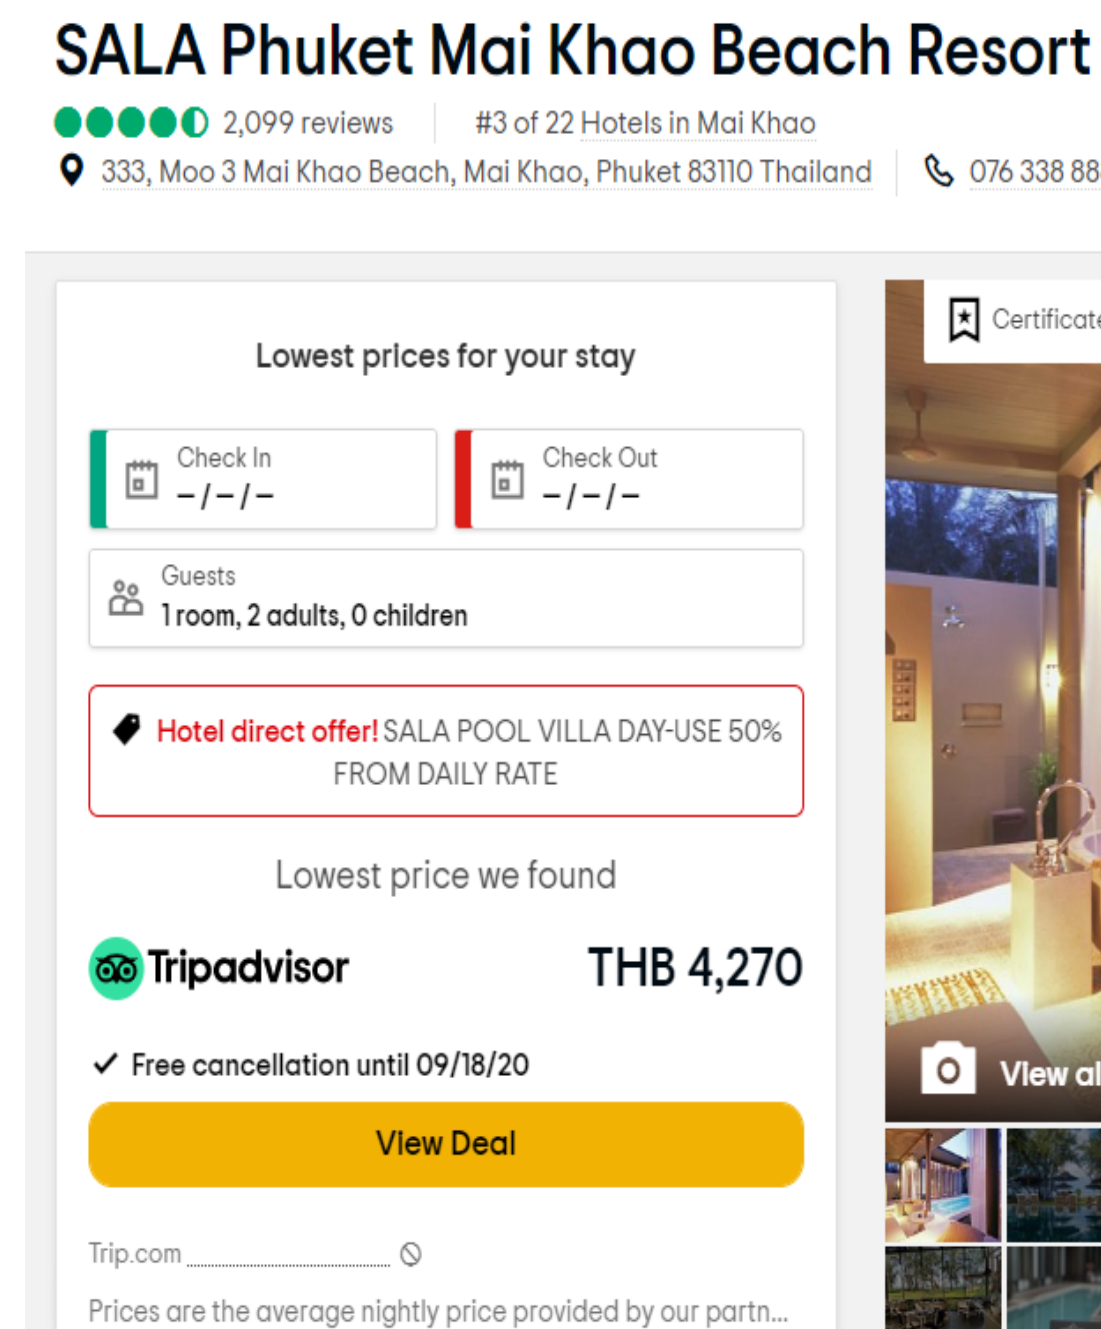 SALA Phuket Mai Khao Beach Resort
2,099 reviews
#3 of 22 Hotels in Mai Khao
333, Moo 3 Mai Khao Beach, Mai Khao, Phuket 83110 Thailand
076 338 88
Lowest prices for your stay
Check In
–/–/–
Check Out
–/–/–
Guests
1 room, 2 adults, 0 children
Hotel direct offer! SALA POOL VILLA DAY-USE 50%
FROM DAILY RATE
Lowest price we found
Tripadvisor
THB 4,270
Free cancellation until 09/18/20
View Deal
Trip.com
Prices are the average nightly price provided by our partn...
Certificate
View al